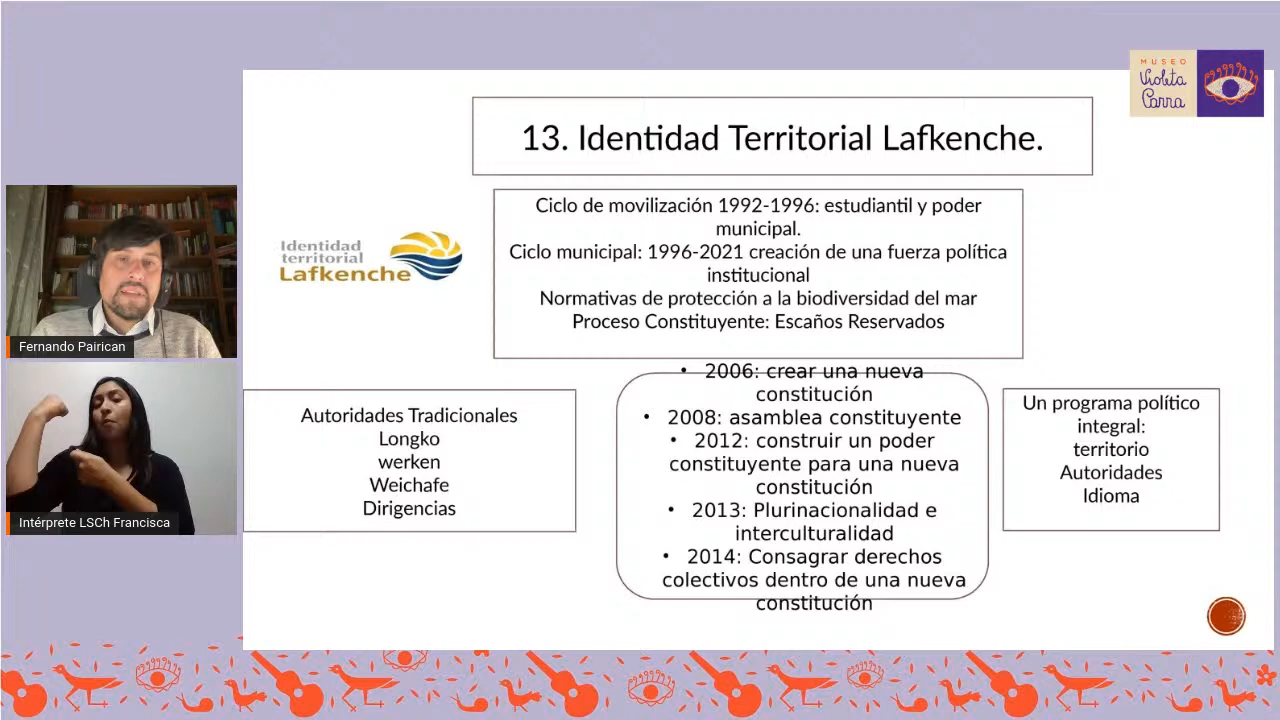 MUSEO
Violeta
Parra
13. Identidad Territorial Lafkenche.
Identidad
territorial
Lafkenche
Ciclo de movilización 1992-1996: estudiantil y poder
municipal.
Ciclo municipal: 1996-2021 creación de una fuerza política
institucional
Normativas de protección a la biodiversidad del mar
Proceso Constituyente: Escaños Reservados
Fernando Pairican
Intérprete LSCh Francisca
Autoridades Tradicionales
Longko
werken
Weichafe
Dirigencias
• 2006: crear una nueva
constitución
• 2008: asamblea constituyente
• 2012: construir un poder
constituyente para una nueva
constitución
• 2013: Plurinacionalidad e
interculturalidad
• 2014: Consagrar derechos
colectivos dentro de una nueva
constitución
Un programa político
integral:
territorio
Autoridades
Idioma